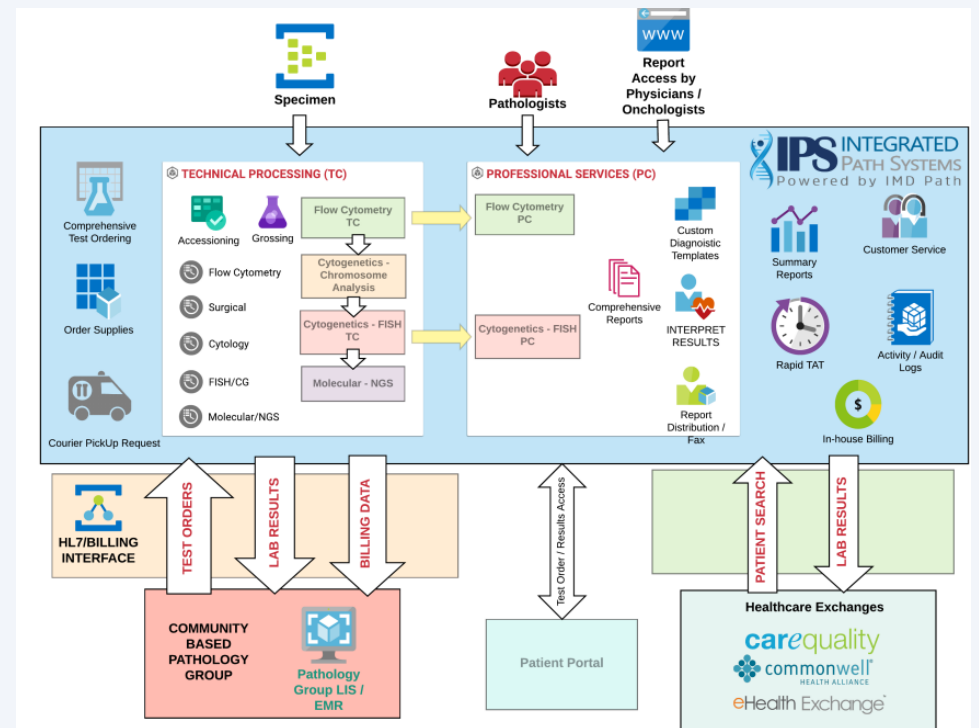 WWW
Specimen
Pathologists
Report
Access by
Physicians /
Onchologists
IPS INTEGRATED
PATH SYSTEMS
Powered by IMD Path
Comprehensive
Test Ordering
Order Supplies
Courier PickUp Request
TECHNICAL PROCESSING (TC)
Accessioning
Grossing
Flow Cytometry
Surgical
Cytology
FISH/CG
Molecular/NGS
Flow Cytometry
TC
Cytogenetics -
Chromosome
Analysis
Cytogenetics - FISH
TC
Molecular - NGS
PROFESSIONAL SERVICES (PC)
Flow Cytometry
PC
Cytogenetics - FISH
PC
Comprehensive
Reports
Custom
Diagnostic
Templates
INTERPRET
RESULTS
Report
Distribution /
Fax
Summary
Reports
Customer Service
Rapid TAT
Activity / Audit
Logs
$
In-house Billing
HL7/BILLING
INTERFACE
TEST ORDERS
LAB RESULTS
BILLING DATA
Test Order / Results Access
PATIENT SEARCH
LAB RESULTS
COMMUNITY
BASED
PATHOLOGY
GROUP
Pathology
Group LIS /
EMR
Patient Portal
Healthcare Exchanges
carequality
commonwell
HEALTH ALLIANCE
eHealth Exchange